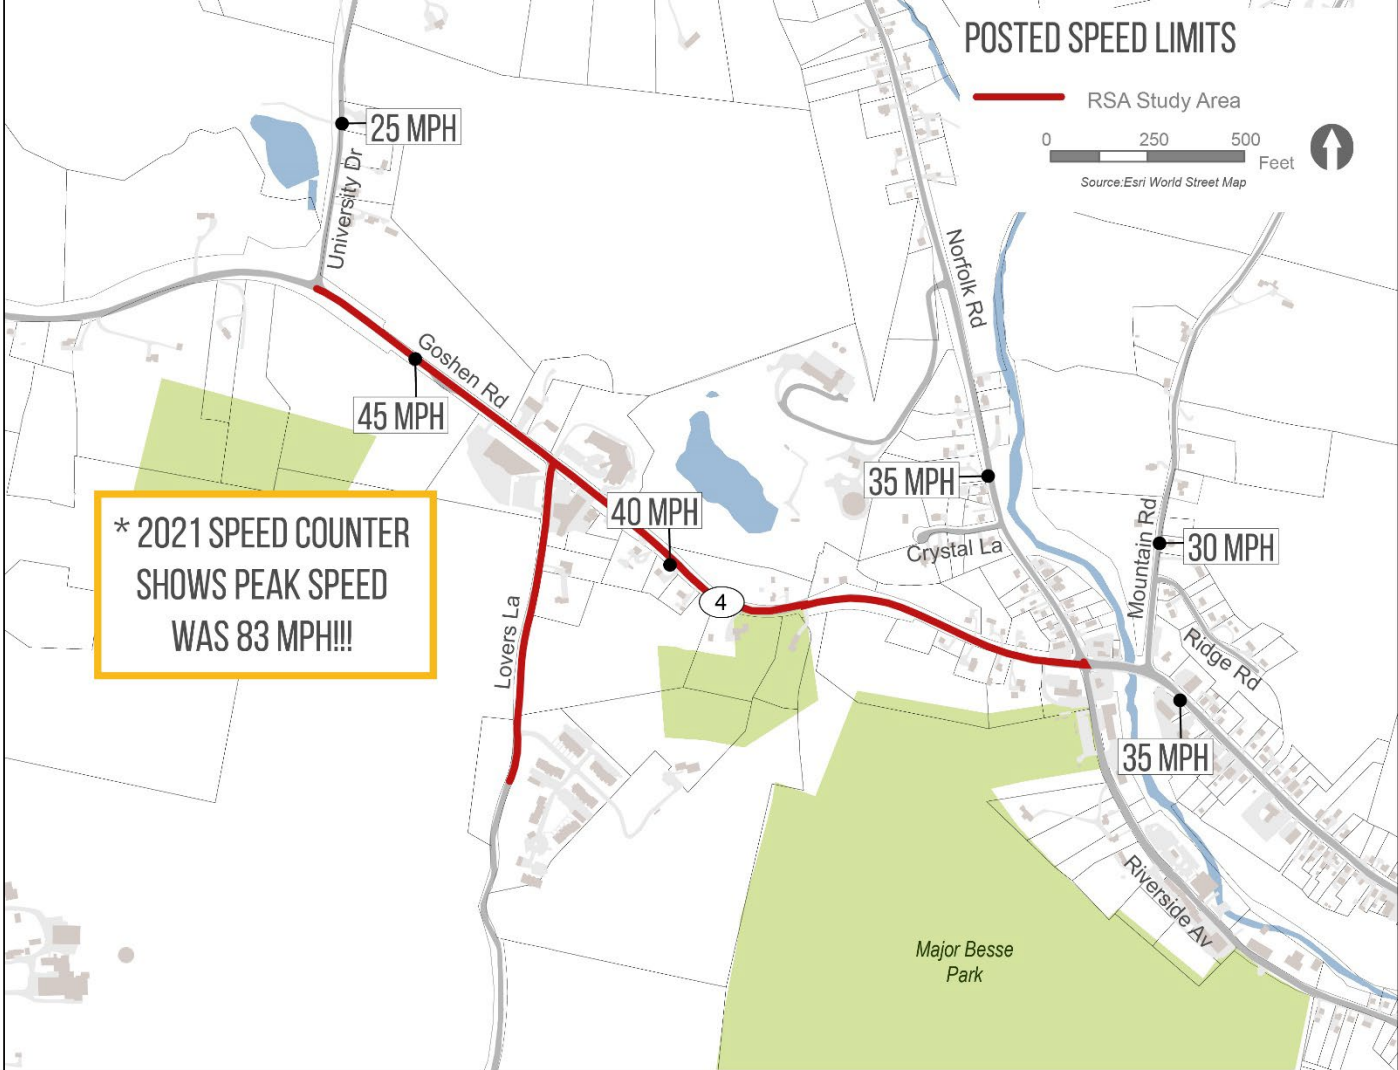 POSTED SPEED LIMITS
RSA Study Area
0 250 500
Feet
Source:Esri World Street Map
25 MPH
University Dr
Norfolk Rd
Goshen Rd
45 MPH
35 MPH
40 MPH
Crystal La
Mountain Rd
30 MPH
* 2021 SPEED COUNTER
SHOWS PEAK SPEED
WAS 83 MPH!!!
4
Lovers La
Ridge Rd
35 MPH
Riverside Av
Major Besse
Park